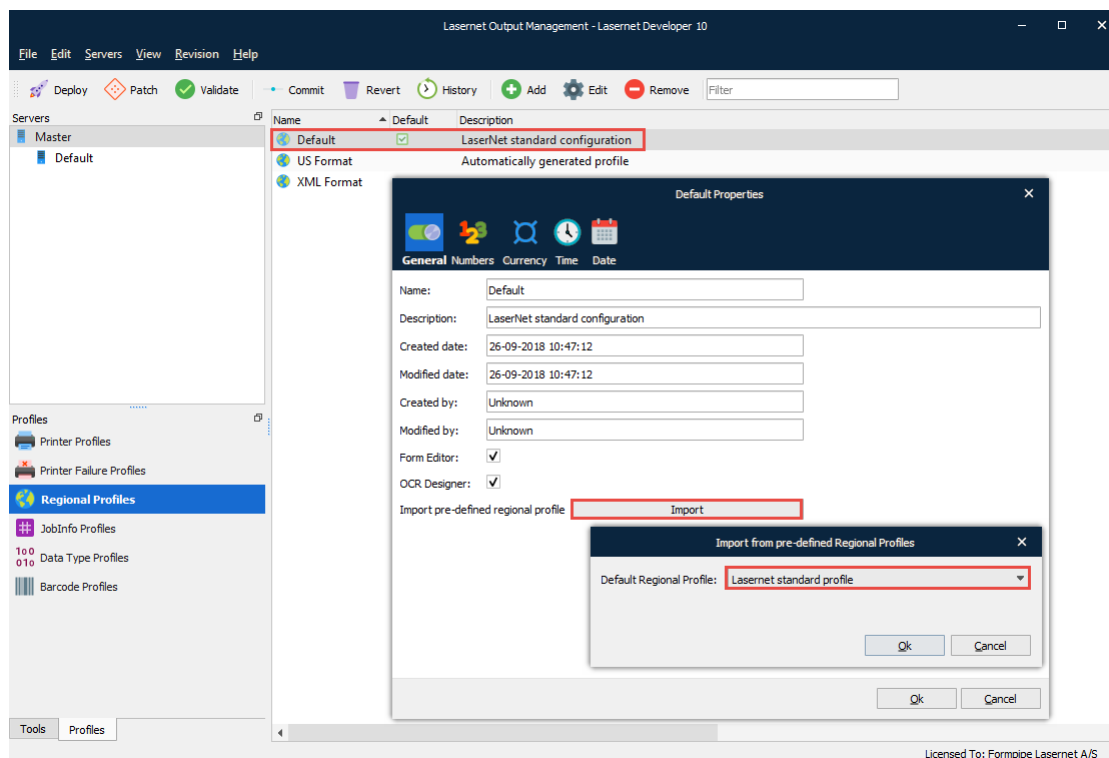 Lasernet Output Management - Lasernet Developer 10
File Edit Servers View Revision Help
Deploy Patch Validate Commit Revert History Add Edit Remove Filter
Servers
Master
Default
Name Default Description
Default LaserNet standard configuration
US Format Automatically generated profile
XML Format
Default Properties
General Numbers Currency Time Date
Name: Default
Description: LaserNet standard configuration
Created date: 26-09-2018 10:47:12
Modified date: 26-09-2018 10:47:12
Created by: Unknown
Modified by: Unknown
Form Editor:
OCR Designer:
Import pre-defined regional profile Import
Import from pre-defined Regional Profiles
Default Regional Profile: Lasernet standard profile
Ok Cancel
Ok Cancel
Profiles
Printer Profiles
Printer Failure Profiles
Regional Profiles
# JobInfo Profiles
100
010 Data Type Profiles
Barcode Profiles
Tools Profiles
Licensed To: Formpipe Lasernet A/S